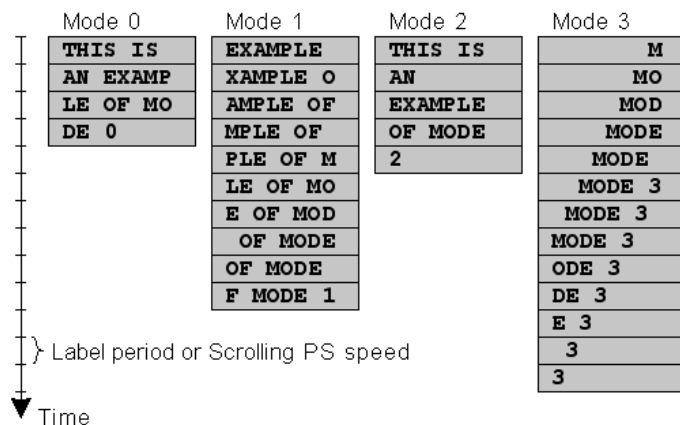 Mode 0
THIS IS
AN EXAMP
LE OF MO
DE 0
Mode 1
EXAMPLE
XAMPLE O
AMPLE OF
MPLE OF
PLE OF M
LE OF MO
E OF MOD
OF MODE
OF MODE
F MODE 1
Mode 2
THIS IS
AN
EXAMPLE
OF MODE
2
Mode 3
M
MO
MOD
MODE
MODE
MODE 3
MODE 3
MODE 3
ODE 3
DE 3
E 3
3
3
Label period or Scrolling PS speed
Time